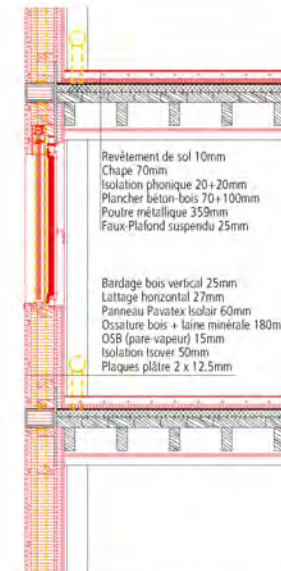 Revêtement de sol 10mm
Chape 70mm
Isolation phonique 20+20mm
Plancher béton-bois 70+100mm
Poutre métallique 359mm
Faux-Plafond suspendu 25mm
Bardage bois vertical 25mm
Lattage horizontal 27mm
Panneau Pavatex Isolair 60mm
Ossature bois + laine minérale 180m
OSB (pare-vapeur) 15mm
Isolation Isover 50mm
Plaques plâtre 2 x 12.5mm